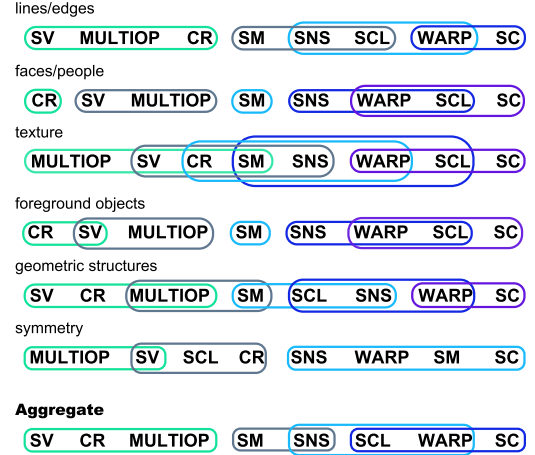 lines/edges
SV MULTIOP CR SM SNS SCL WARP SC
faces/people
CR SV MULTIOP SM SNS WARP SCL SC
texture
MULTIOP SV CR SM SNS WARP SCL SC
foreground objects
CR SV MULTIOP SM SNS WARP SCL SC
geometric structures
SV CR MULTIOP SM SCL SNS WARP SC
symmetry
MULTIOP SV SCL CR SNS WARP SM SC
Aggregate
SV CR MULTIOP SM SNS SCL WARP SC